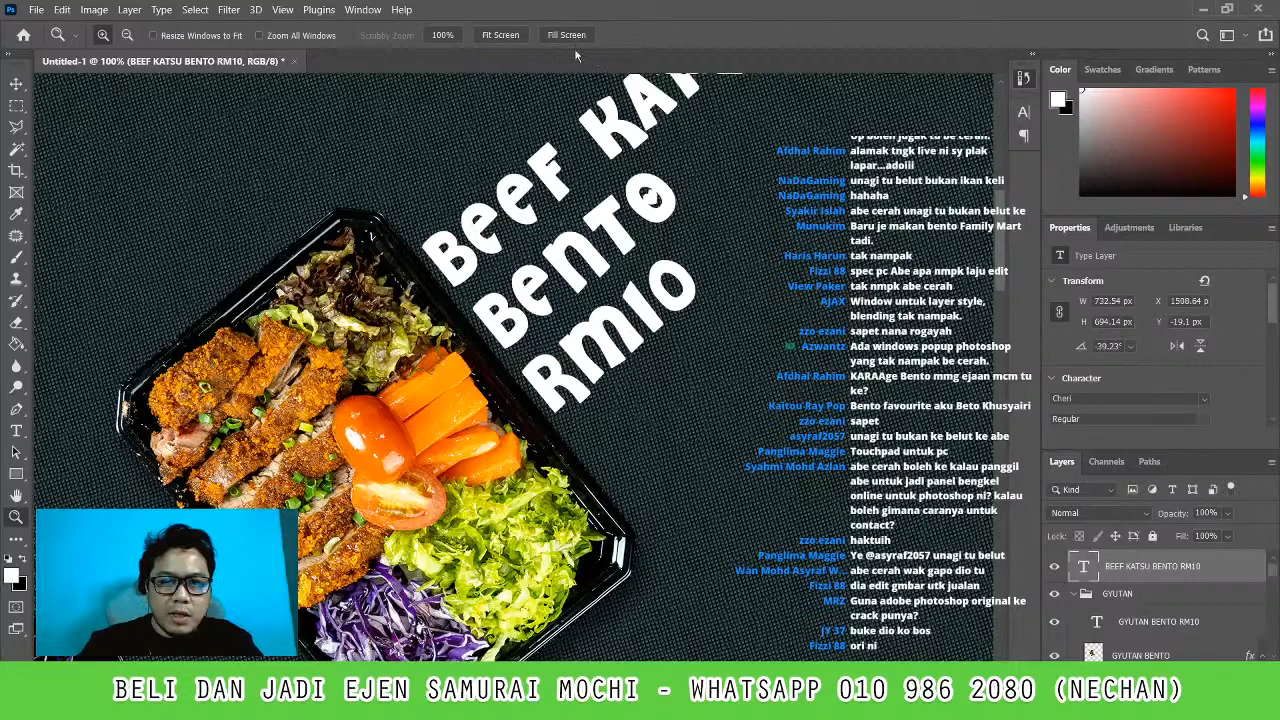 Ps File Edit Image Layer Type Select Filter 3D View Plugins Window Help
Resize Windows to Fit Zoom All Windows Scrubby Zoom 100% Fit Screen Fill Screen
Untitled-1 @ 100% (BEEF KATSU BENTO RM10, RGB/8) *
BEEF
BENTO
RM10
Afdhal Rahim alamak tngk live ni sy plak
lapar...adoiii
NaDaGaming unagi tu belut bukan ikan keli
NaDaGaming hahaha
Syakir islah abe cerah unagi tu bukan belut ke
Munukim Baru je makan bento Family Mart
tadi.
Haris Harun tak nampak
Fizzi 88 spec pc Abe apa nmpk laju edit
View Paker tak nmpk abe cerah
AJAX Window untuk layer style,
blending tak nampak.
zzo ezani sapet nana rogayah
Azwantz Ada windows popup photoshop
yang tak nampak be cerah.
Afdhal Rahim KARAAge Bento mmg ejaan mcm tu
ke?
Kaitou Ray Pop Bento favourite aku Beto Khusyairi
zzo ezani sapet
asyraf2057 unagi tu bukan ke belut ke abe
Panglima Maggie Touchpad untuk pc
Syahmi Mohd Azlan abe cerah boleh ke kalau panggil
abe untuk jadi panel bengkel
online untuk photoshop ni? kalau
boleh gimana caranya untuk
contact?
zzo ezani haktuih
Panglima Maggie Ye @asyraf2057 unagi tu belut
Wan Mohd Asyraf W... abe cerah wak gapo dio tu
Fizzi 88 dia edit gmbar utk jualan
MRZ Guna adobe photoshop original ke
crack punya?
JY 37 buke dio ko bos
Fizzi 88 ori ni
Color Swatches Gradients Patterns
Properties Adjustments Libraries
T Type Layer
Transform
W 732.54 px X 1508.64 p
H 694.14 px Y -19.1 px
-39.23°
Character
Cheri
Regular
Layers Channels Paths
Kind
Normal Opacity: 100%
Lock: Fill: 100%
T BEEF KATSU BENTO RM10
GYUTAN
T GYUTAN BENTO RM10
GYUTAN BENTO fx
BELI DAN JADI EJEN SAMURAI MOCHI - WHATSAPP 010 986 2080 (NECHAN)